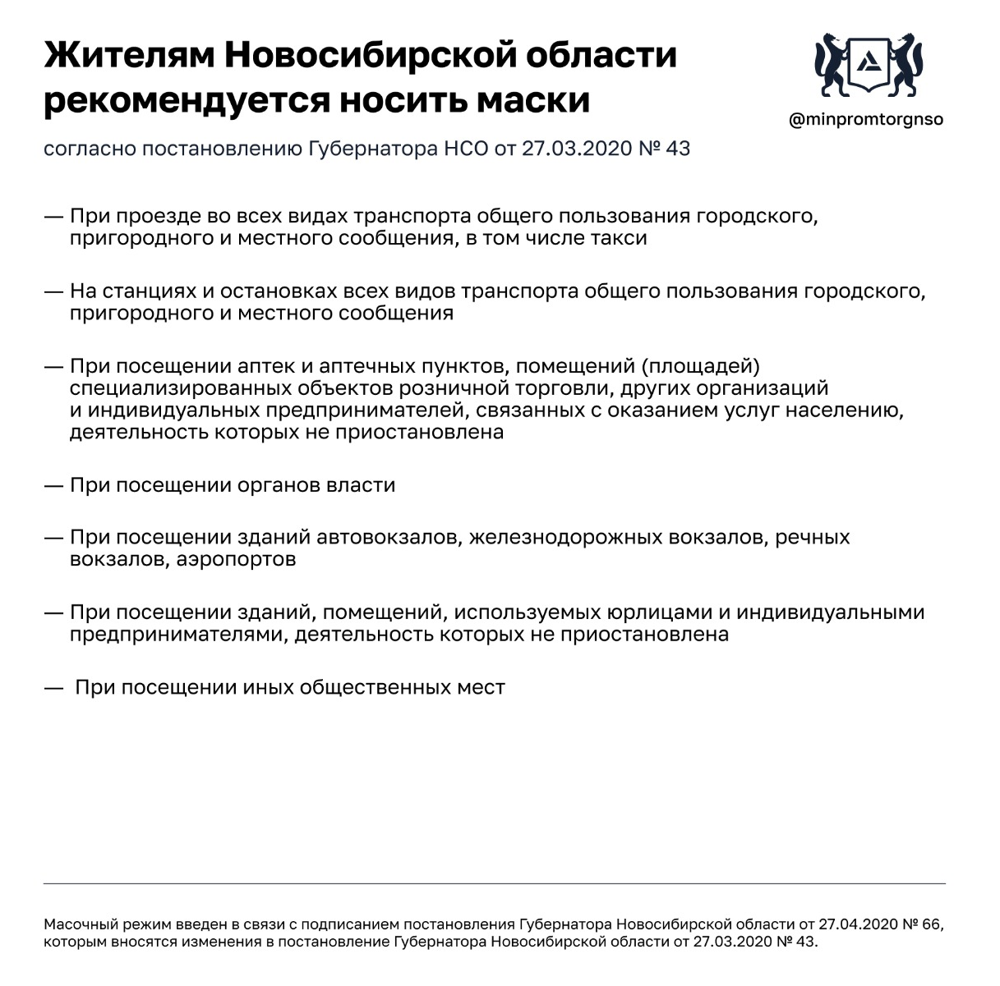 Жителям Новосибирской области
рекомендуется носить маски
@minpromtorgnso
согласно постановлению Губернатора НСО от 27.03.2020 № 43
— При проезде во всех видах транспорта общего пользования городского,
пригородного и местного сообщения, в том числе такси
— На станциях и остановках всех видов транспорта общего пользования городского,
пригородного и местного сообщения
— При посещении аптек и аптечных пунктов, помещений (площадей)
специализированных объектов розничной торговли, других организаций
и индивидуальных предпринимателей, связанных с оказанием услуг населению,
деятельность которых не приостановлена
— При посещении органов власти
— При посещении зданий автовокзалов, железнодорожных вокзалов, речных
вокзалов, аэропортов
— При посещении зданий, помещений, используемых юрлицами и индивидуальными
предпринимателями, деятельность которых не приостановлена
— При посещении иных общественных мест
Масочный режим введен в связи с подписанием постановления Губернатора Новосибирской области от 27.04.2020 № 66,
которым вносятся изменения в постановление Губернатора Новосибирской области от 27.03.2020 № 43.